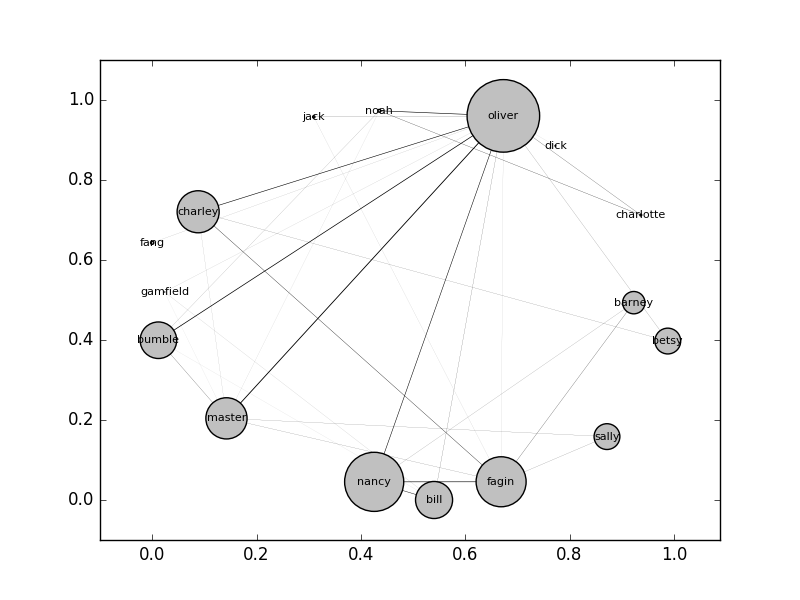 1.0
0.8
0.6
0.4
0.2
0.0
jack
noah
oliver
dick
charley
charlotte
fang
gamfield
barney
bumble
betsy
master
sally
nancy
fagin
bill
0.0 0.2 0.4 0.6 0.8 1.0